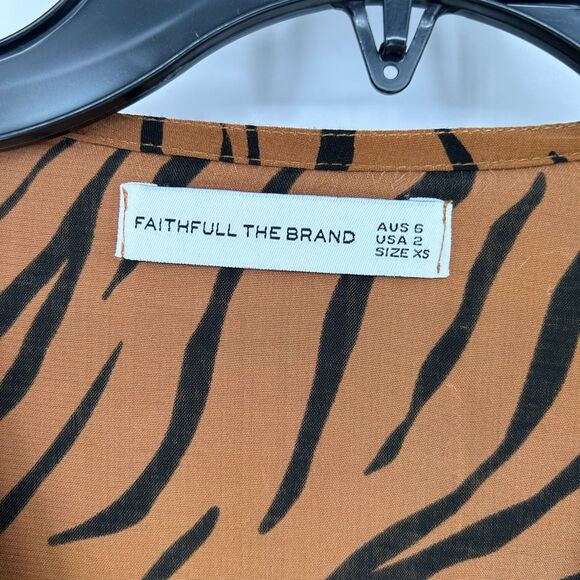 FAITHFULL THE BRAND
AUS 6
USA 2
SIZE XS